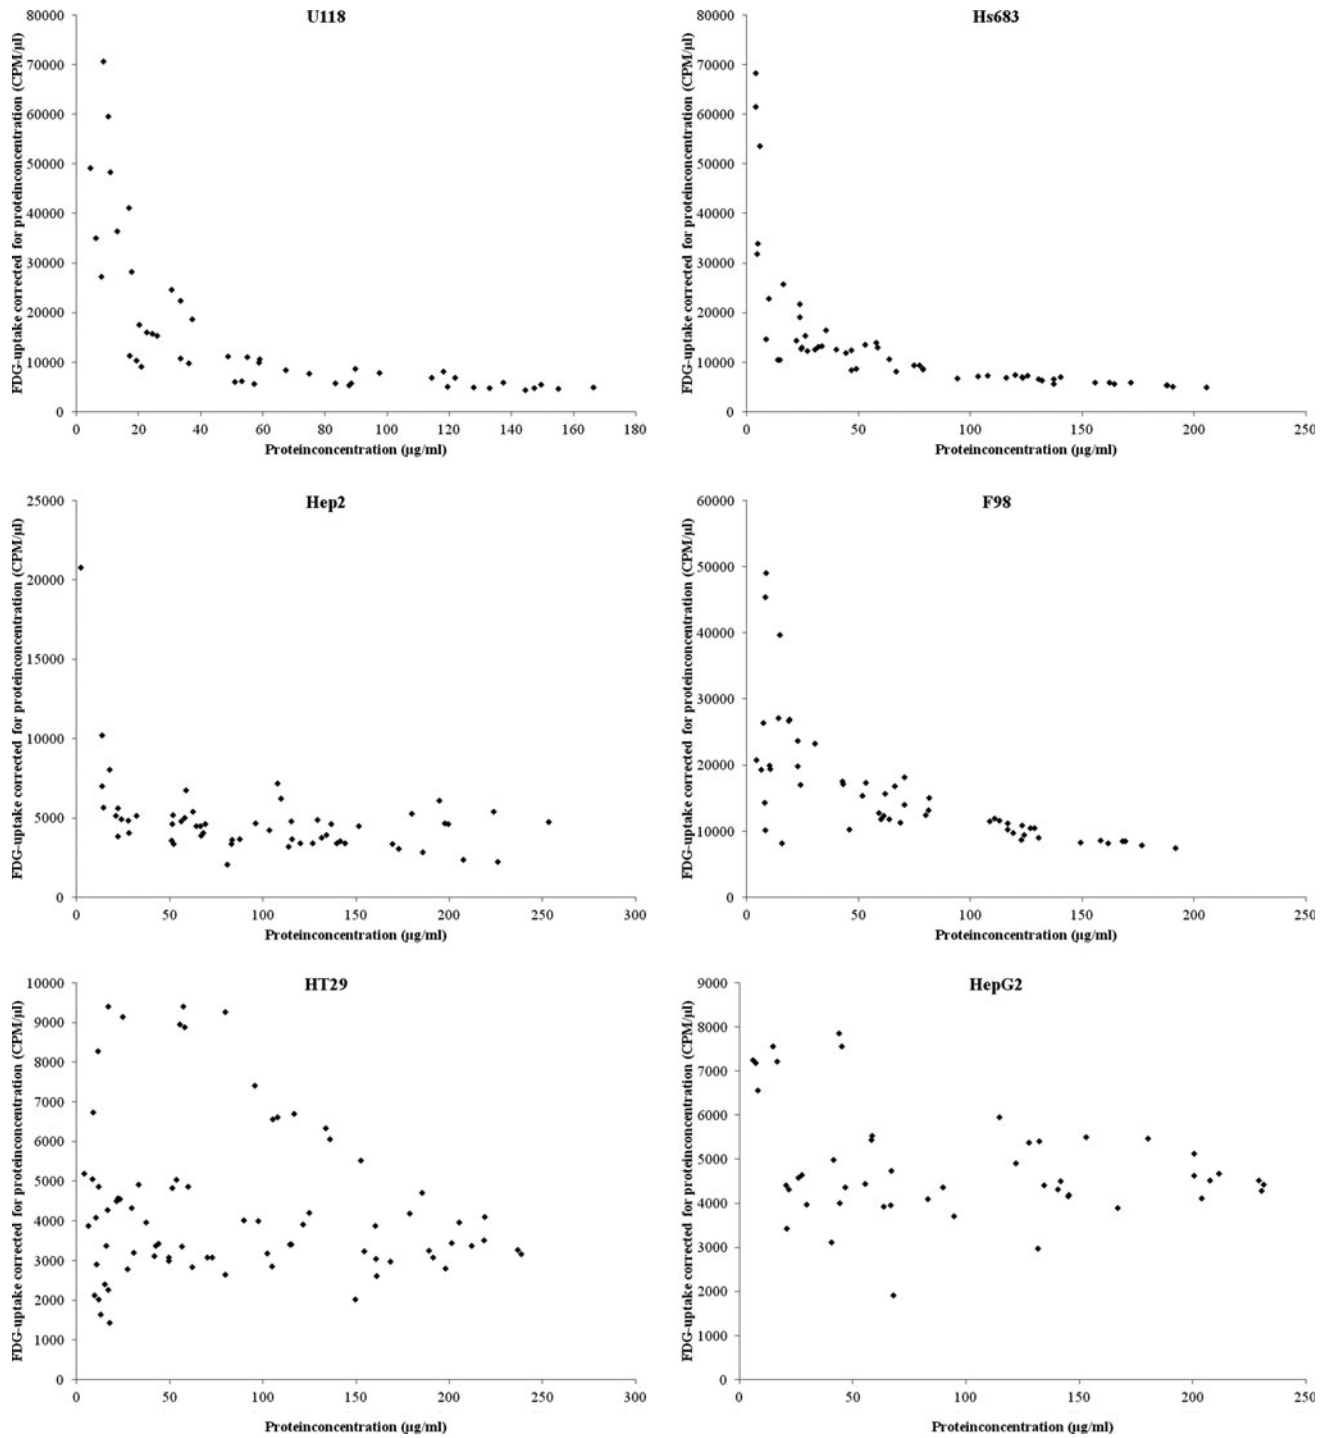 U118
FDG-uptake corrected for proteinconcentration (CPM/µl)
80000
70000
60000
50000
40000
30000
20000
10000
0
0 20 40 60 80 100 120 140 160 180
Proteinconcentration (µg/ml)
Hs683
FDG-uptake corrected for proteinconcentration (CPM/µl)
80000
70000
60000
50000
40000
30000
20000
10000
0
0 50 100 150 200 250
Proteinconcentration (µg/ml)
Hep2
FDG-uptake corrected for proteinconcentration (CPM/µl)
25000
20000
15000
10000
5000
0
0 50 100 150 200 250 300
Proteinconcentration (µg/ml)
F98
FDG-uptake corrected for proteinconcentration (CPM/µl)
60000
50000
40000
30000
20000
10000
0
0 50 100 150 200 250
Proteinconcentration (µg/ml)
HT29
FDG-uptake corrected for proteinconcentration (CPM/µl)
10000
9000
8000
7000
6000
5000
4000
3000
2000
1000
0
0 50 100 150 200 250 300
Proteinconcentration (µg/ml)
HepG2
FDG-uptake corrected for proteinconcentration (CPM/µl)
9000
8000
7000
6000
5000
4000
3000
2000
1000
0
0 50 100 150 200 250
Proteinconcentration (µg/ml)